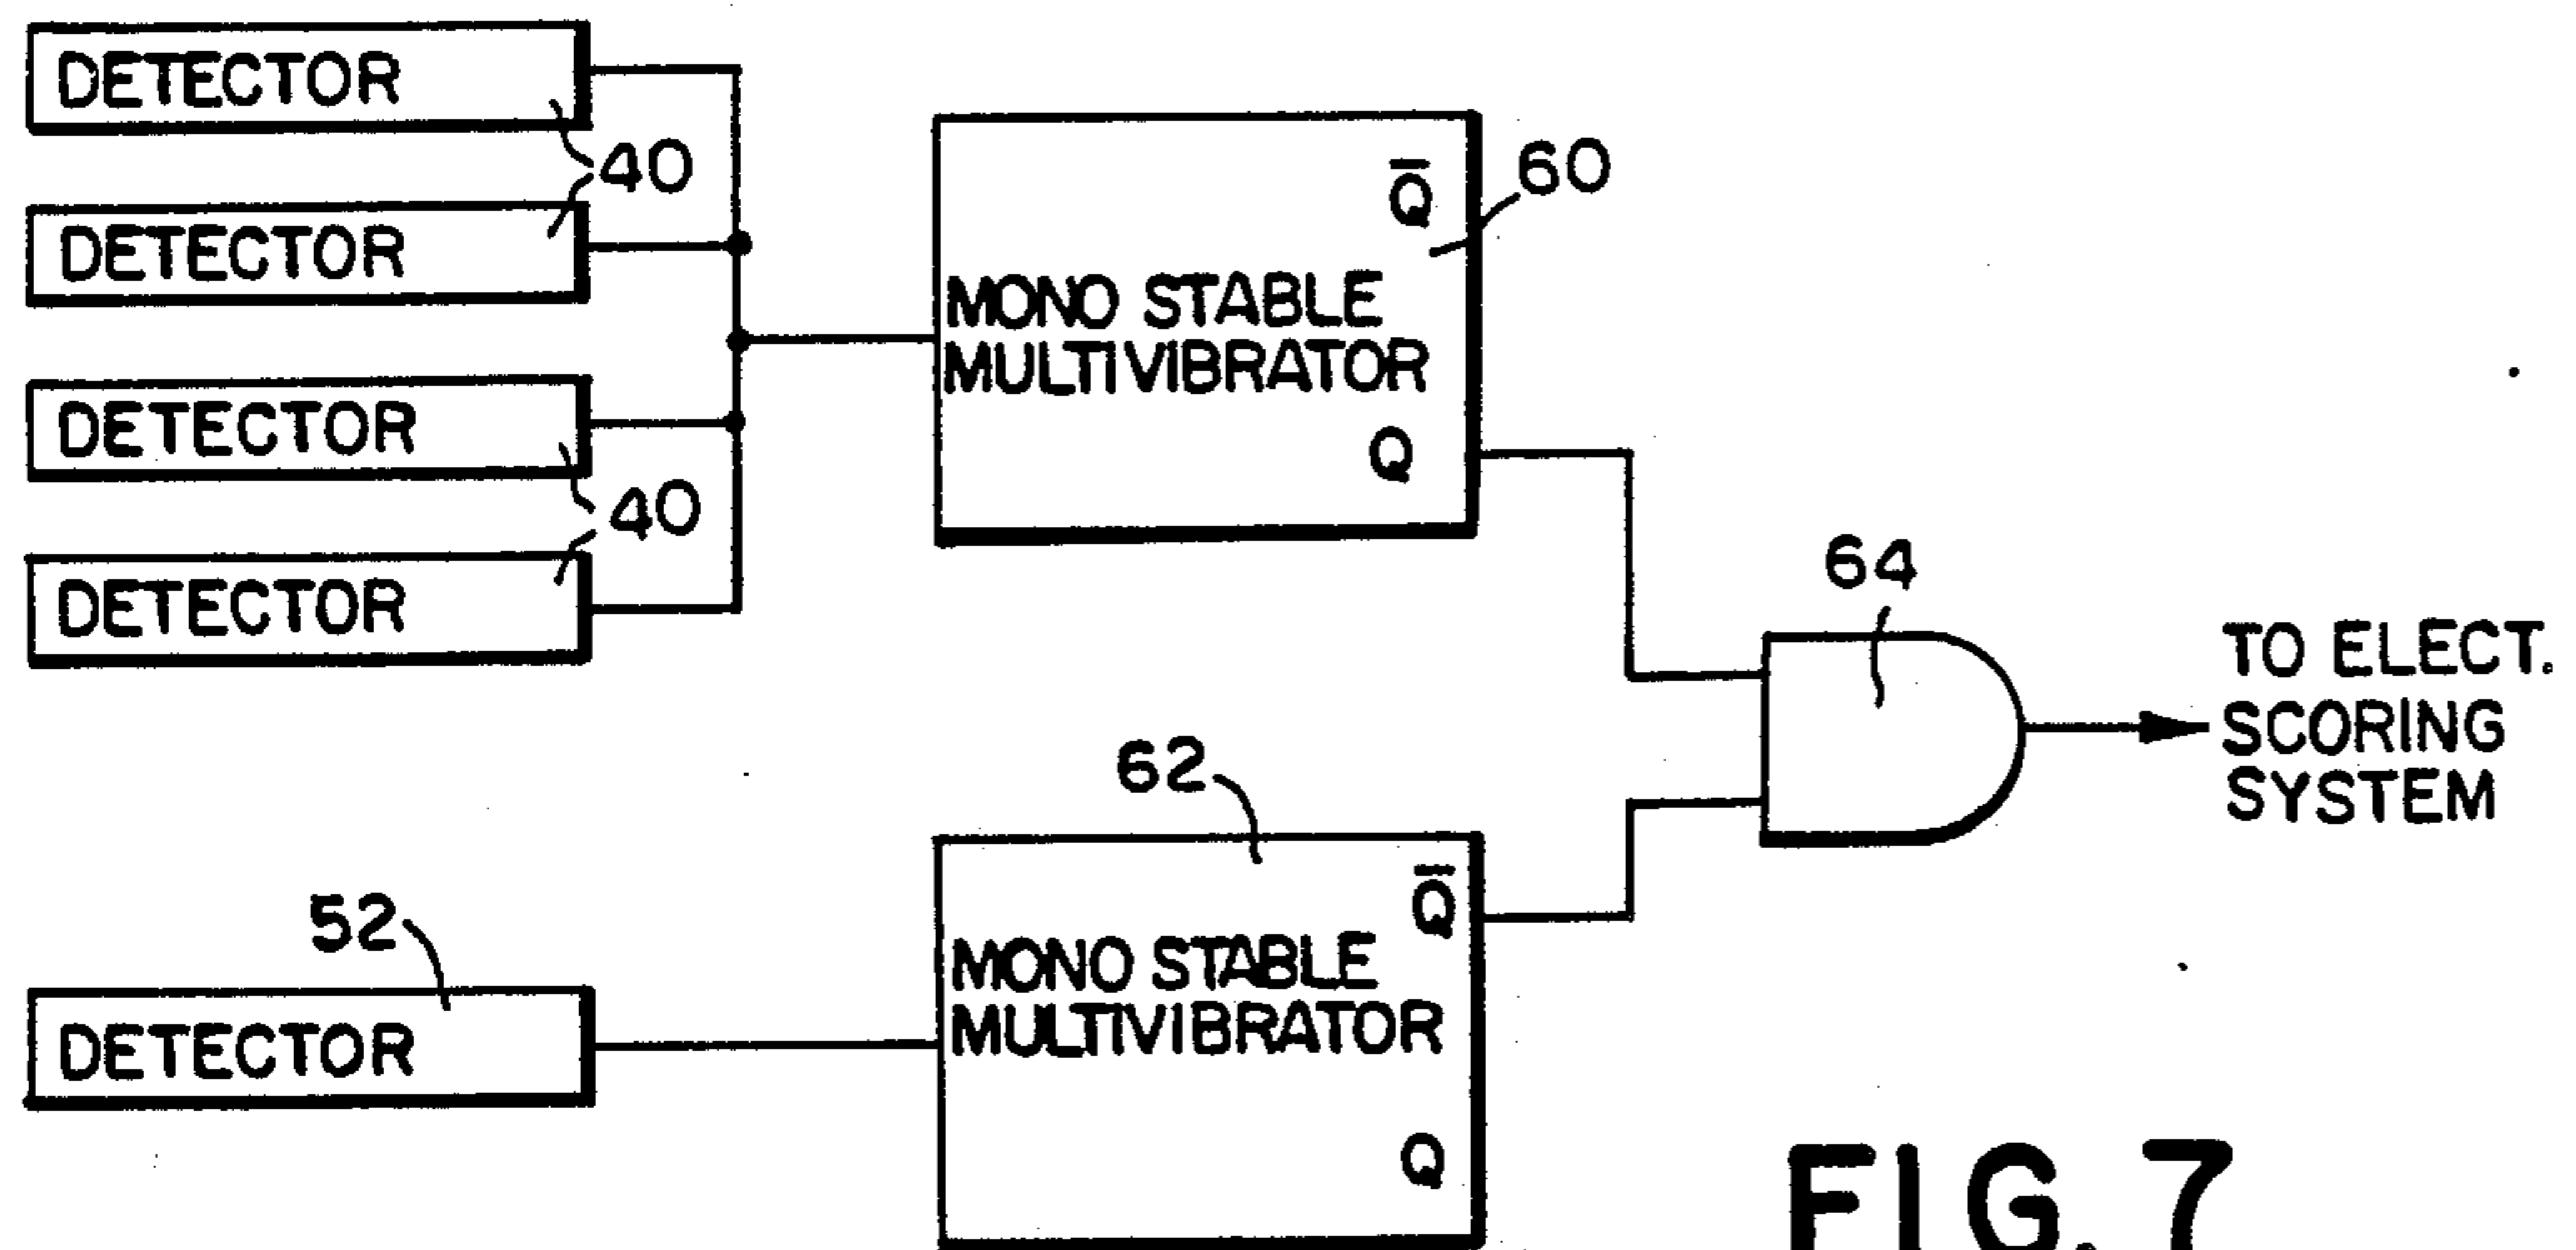 DETECTOR
40
DETECTOR
DETECTOR
40
DETECTOR
Q̅
60
MONO STABLE
MULTIVIBRATOR
Q
64
TO ELECT.
SCORING
SYSTEM
62
52
DETECTOR
Q̅
MONO STABLE
MULTIVIBRATOR
Q
FIG. 7